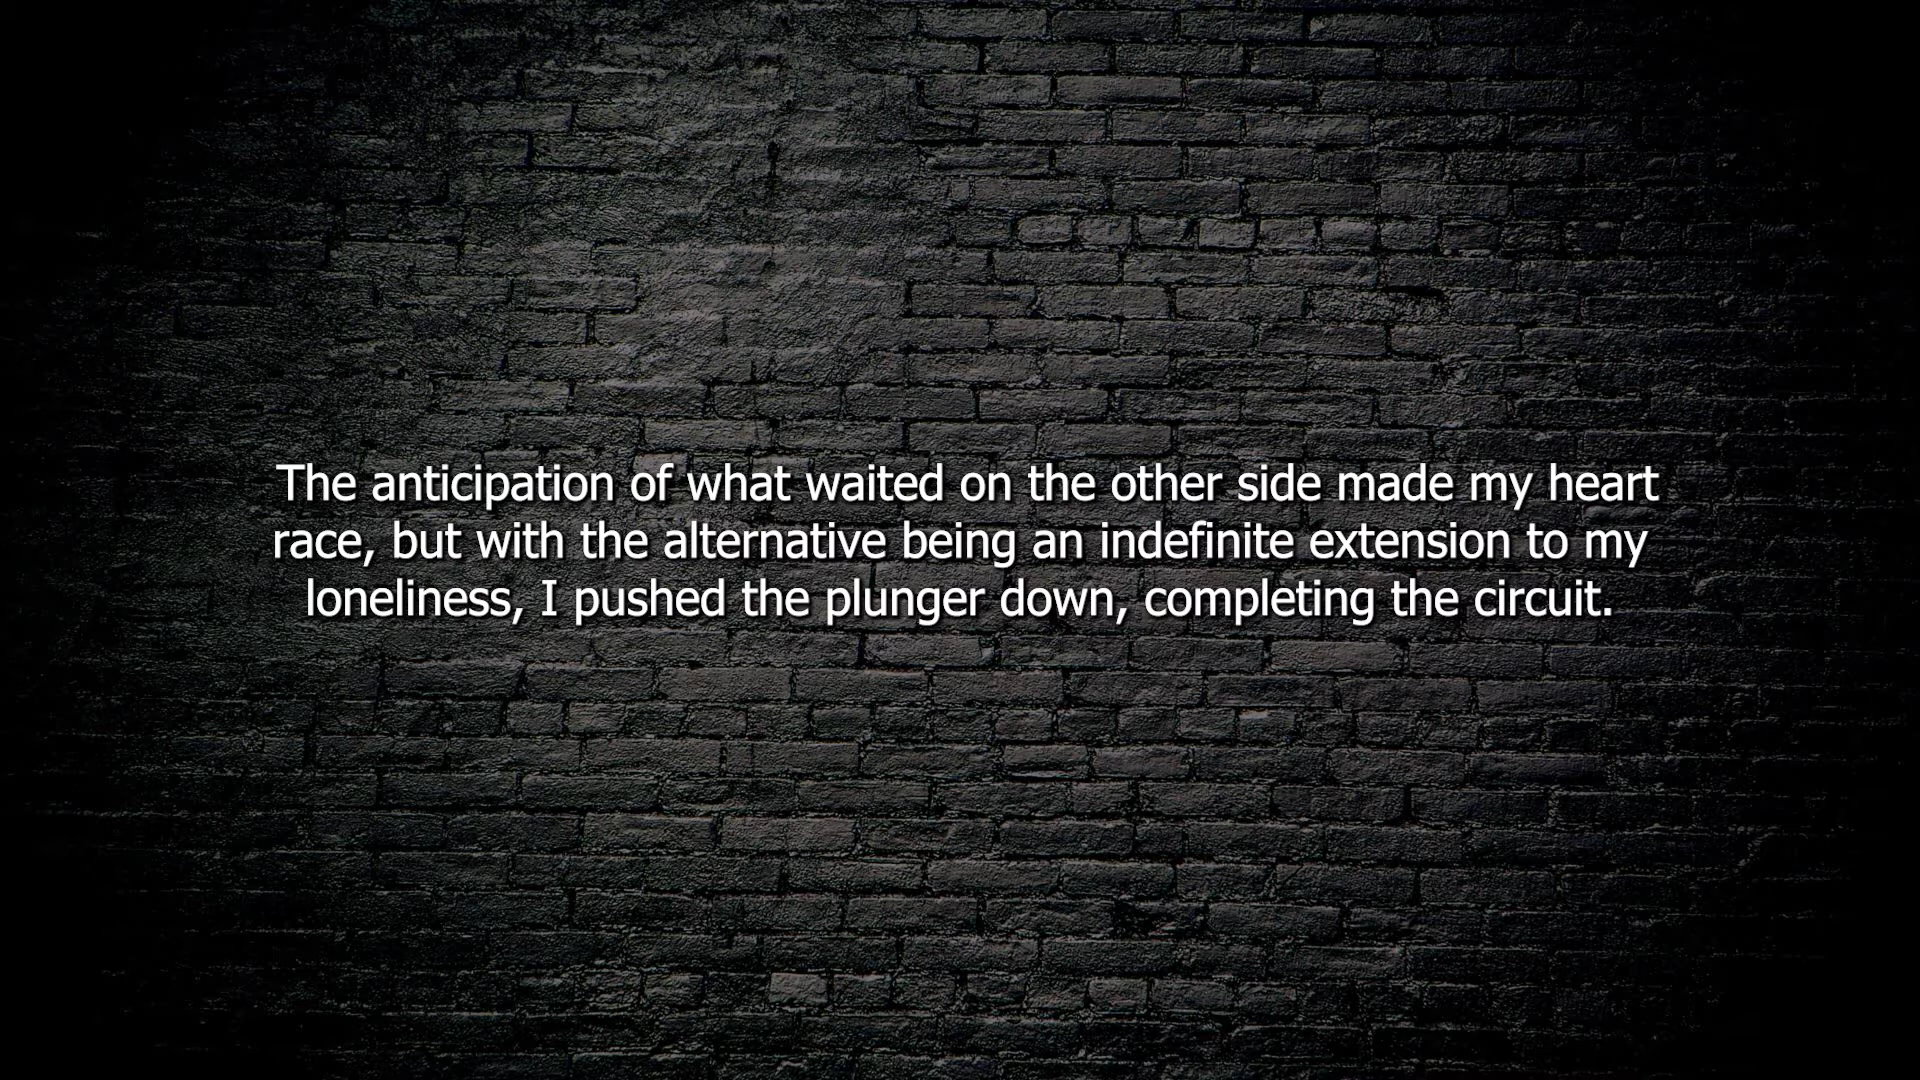 The anticipation of what waited on the other side made my heart
race, but with the alternative being an indefinite extension to my
loneliness, I pushed the plunger down, completing the circuit.